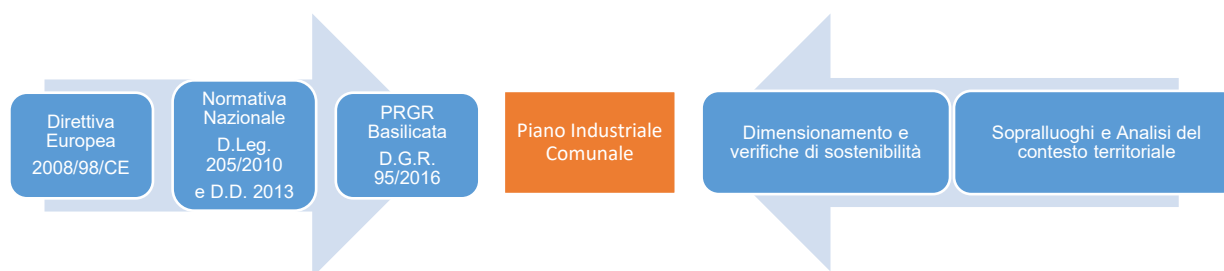 Direttiva
Europea
2008/98/CE
Normativa
Nazionale
D.Leg.
205/2010
e D.D. 2013
PRGR
Basilicata
D.G.R.
95/2016
Piano Industriale
Comunale
Dimensionamento e
verifiche di sostenibilità
Sopralluoghi e Analisi del
contesto territoriale